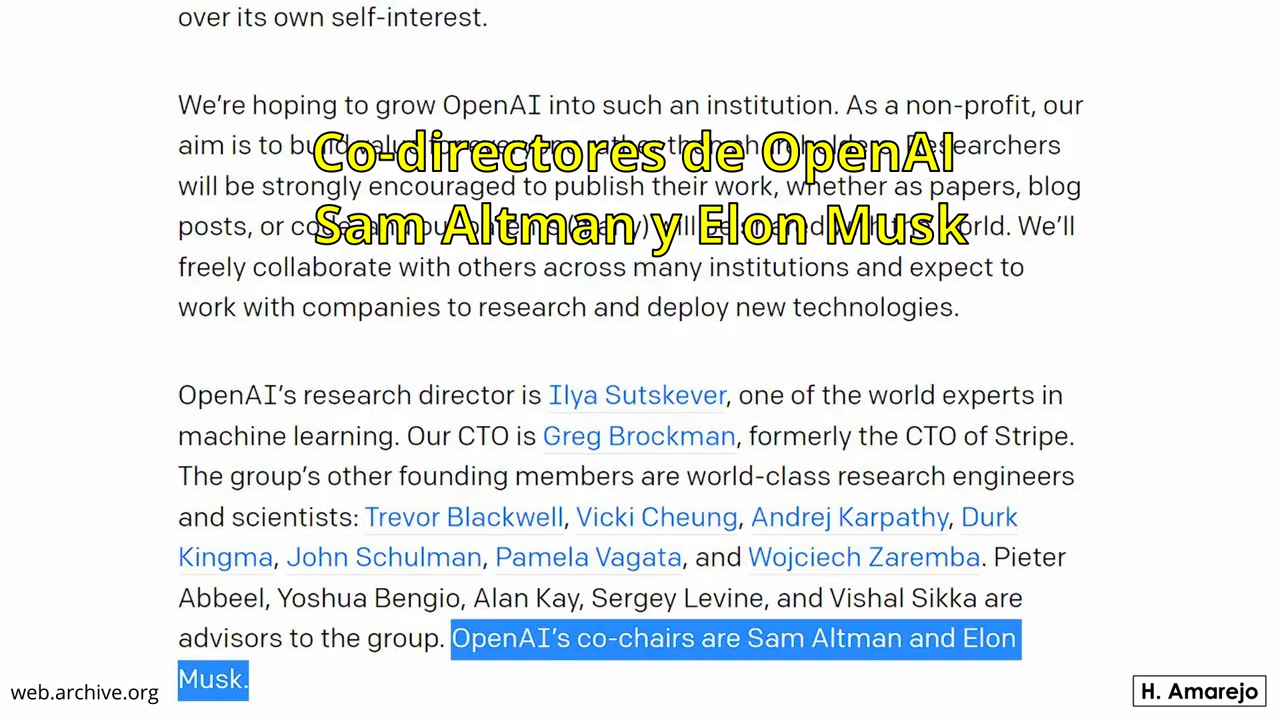 over its own self-interest.
We're hoping to grow OpenAI into such an institution. As a non-profit, our
aim is to build
Researchers
Co-directores de OpenAI
will be strongly encouraged to publish their work, whether as papers, blog
posts, or
world. We'll
Sam Altman y Elon Musk
freely collaborate with others across many institutions and expect to
work with companies to research and deploy new technologies.
OpenAI's research director is Ilya Sutskever, one of the world experts in
machine learning. Our CTO is Greg Brockman, formerly the CTO of Stripe.
The group's other founding members are world-class research engineers
and scientists: Trevor Blackwell, Vicki Cheung, Andrej Karpathy, Durk
Kingma, John Schulman, Pamela Vagata, and Wojciech Zaremba. Pieter
Abbeel, Yoshua Bengio, Alan Kay, Sergey Levine, and Vishal Sikka are
advisors to the group. OpenAI's co-chairs are Sam Altman and Elon
Musk.
web.archive.org
H. Amarejo